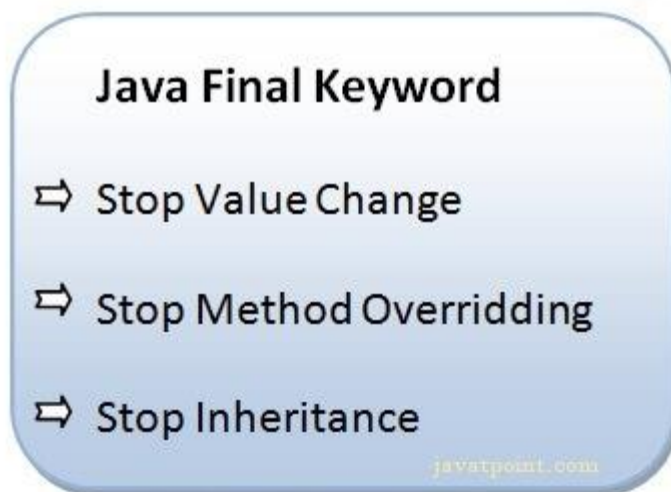 Java Final Keyword
Stop Value Change
Stop Method Overridding
Stop Inheritance
javatpoint.com